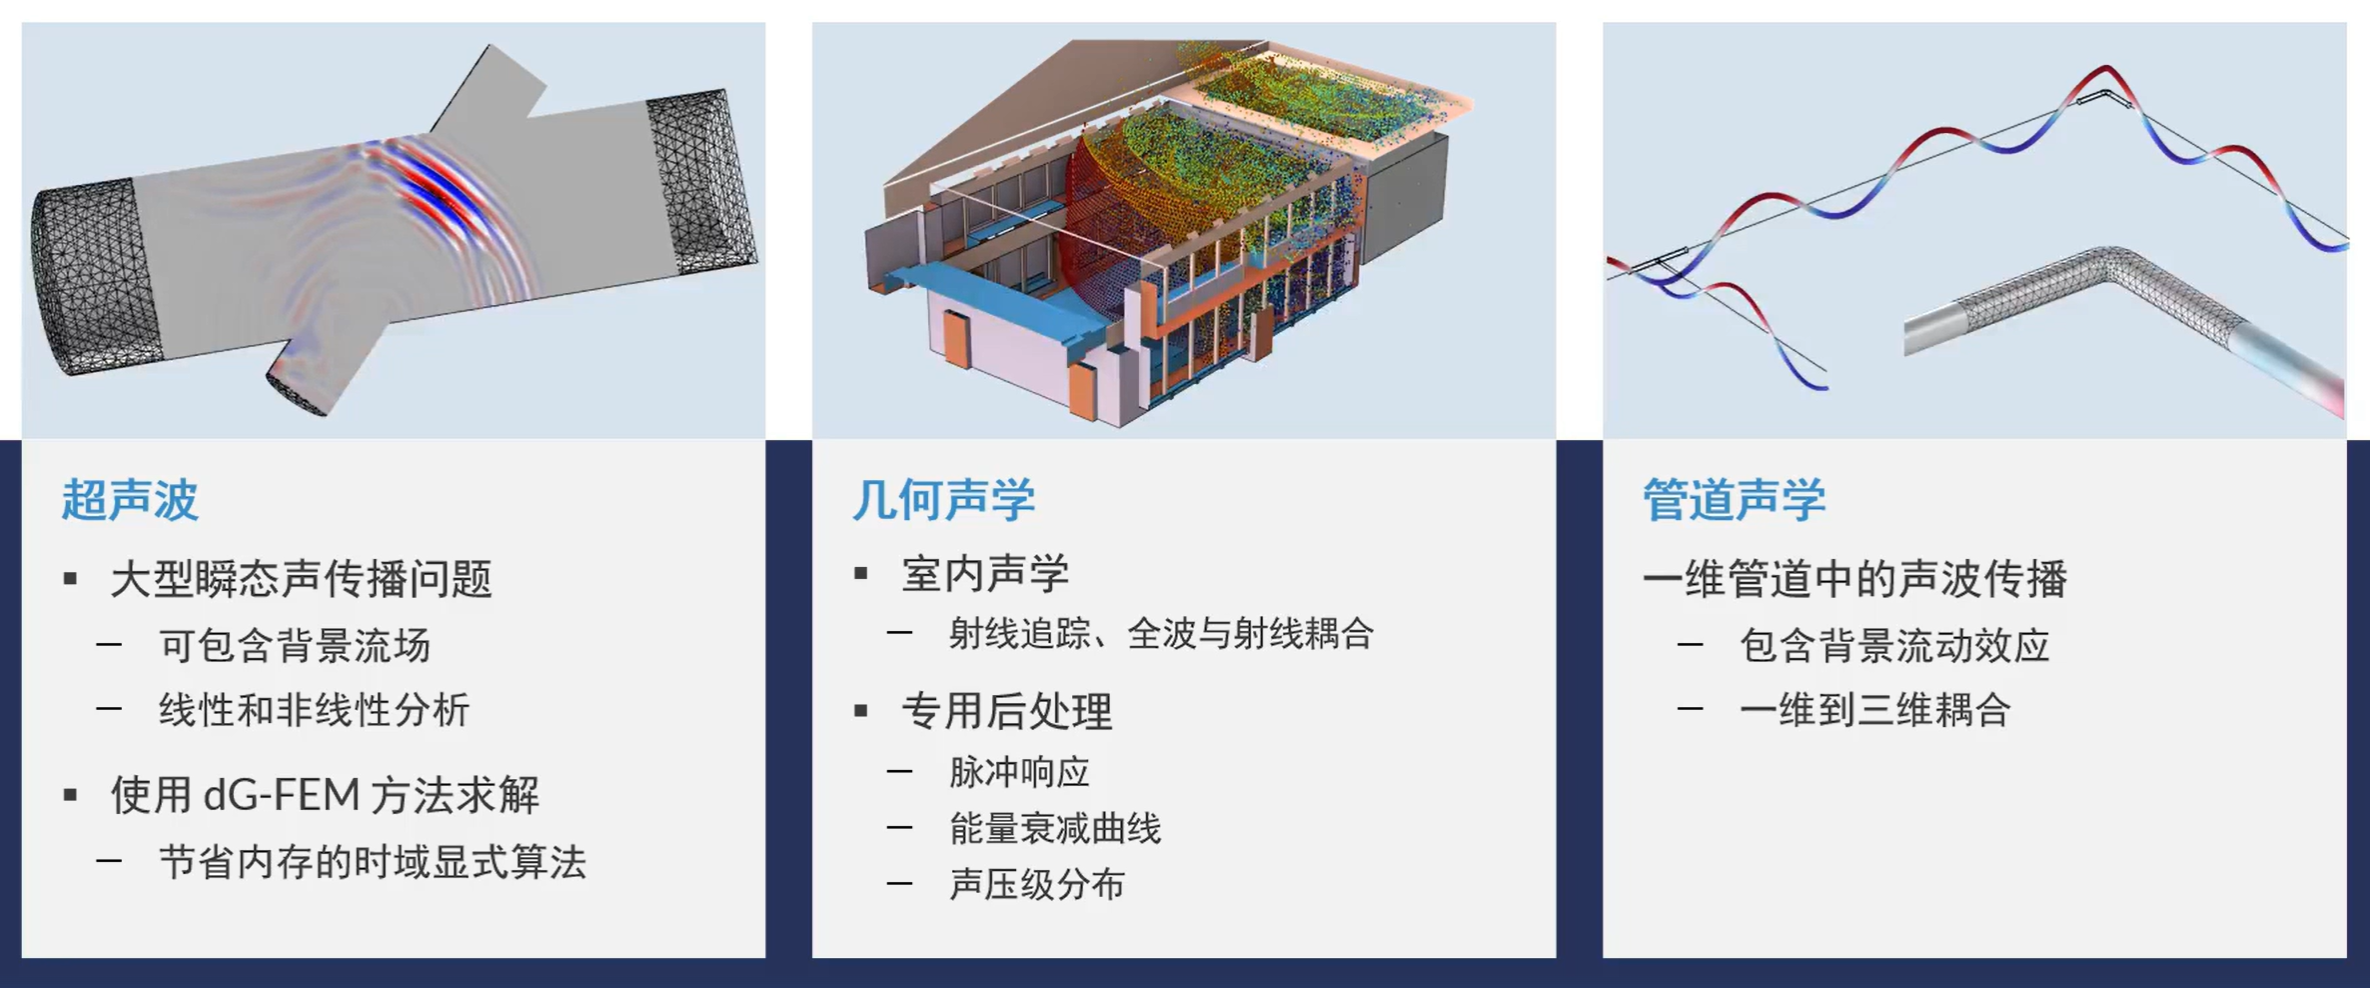 超声波
▪ 大型瞬态声传播问题
– 可包含背景流场
– 线性和非线性分析
▪ 使用 dG-FEM 方法求解
– 节省内存的时域显式算法
几何声学
▪ 室内声学
– 射线追踪、全波与射线耦合
▪ 专用后处理
– 脉冲响应
– 能量衰减曲线
– 声压级分布
管道声学
一维管道中的声波传播
– 包含背景流动效应
– 一维到三维耦合